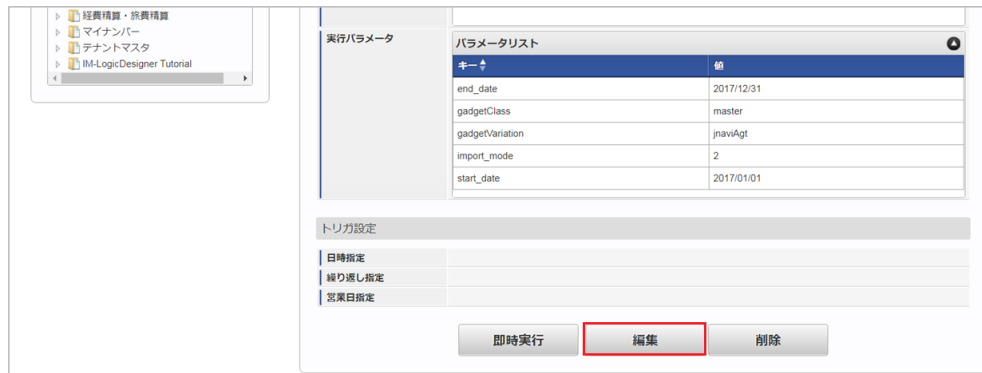 経費精算・旅費精算
マイナンバー
テナントマスタ
IM-LogicDesigner Tutorial
実行パラメータ
パラメータリスト
キー 値
end_date 2017/12/31
gadgetClass master
gadgetVariation jnaviAgt
import_mode 2
start_date 2017/01/01
トリガ設定
日時指定
繰り返し指定
営業日指定
即時実行 編集 削除